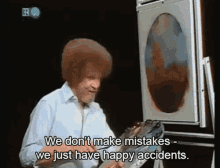 We don't make mistakes -
we just have happy accidents.